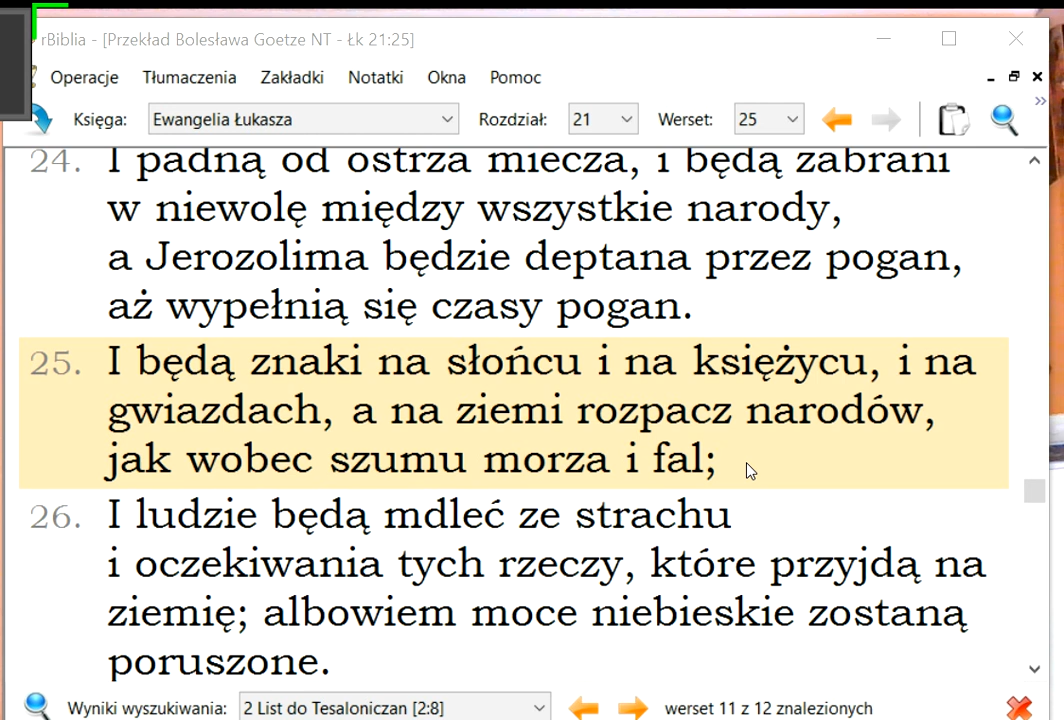 rBiblia - [Przekład Bolesława Goetze NT - Łk 21:25]
Operacje Tłumaczenia Zakładki Notatki Okna Pomoc
Księga: Ewangelia Łukasza Rozdział: 21 Werset: 25
24. I padną od ostrza miecza, i będą zabrani
w niewolę między wszystkie narody,
a Jerozolima będzie deptana przez pogan,
aż wypełnią się czasy pogan.
25. I będą znaki na słońcu i na księżycu, i na
gwiazdach, a na ziemi rozpacz narodów,
jak wobec szumu morza i fal;
26. I ludzie będą mdleć ze strachu
i oczekiwania tych rzeczy, które przyjdą na
ziemię; albowiem moce niebieskie zostaną
poruszone.
Wyniki wyszukiwania: 2 List do Tesaloniczan [2:8] werset 11 z 12 znalezionych